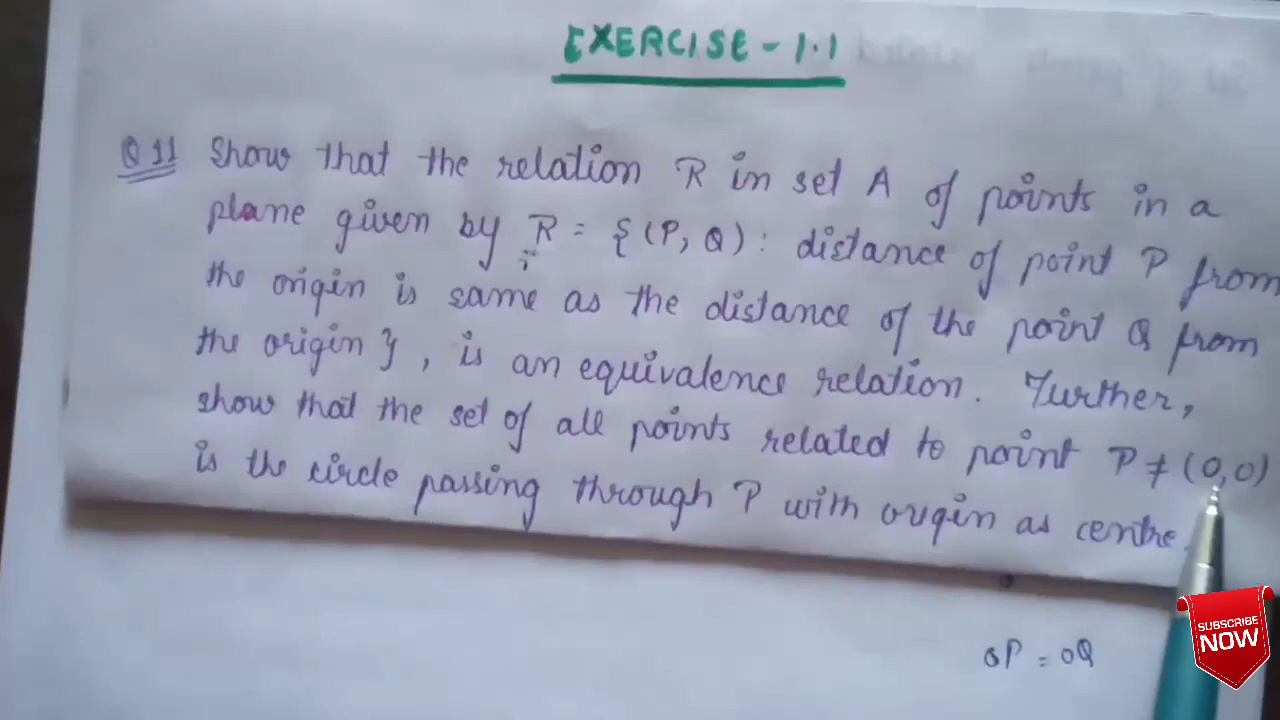 EXERCISE - 1.1
Q 11 Show that the relation R in set A of points in a
plane given by R = {(P, Q) : distance of point P from
the origin is same as the distance of the point Q from
the origin }, is an equivalence relation. Further,
show that the set of all points related to point P ≠ (0,0)
is the circle passing through P with origin as centre.
OP = OQ
SUBSCRIBE
NOW